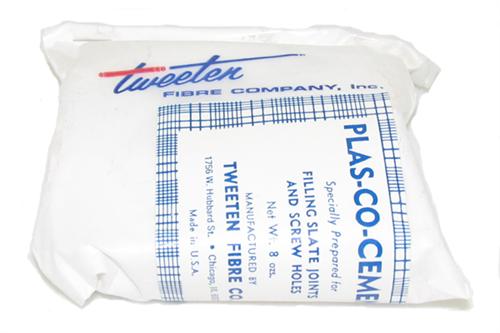 tweeten
FIBRE COMPANY, Inc.
PLAS-CO-CEME
Specially Prepared for
FILLING SLATE JOINTS
AND SCREW HOLES
Net Wt. 8 ozs.
MANUFACTURED BY
TWEETEN FIBRE CO
1756 W. Hubbard St. • Chicago, Ill.
Made in U.S.A.